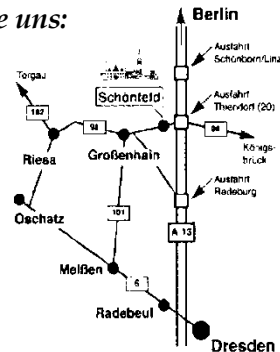 e uns:
Berlin
Ausfahrt
Schönborn/Linz
Torgau
Schönfeld
Ausfahrt
Thiendorf (20)
182
98
98
Riesa
Großenhain
Königs-
brück
Ausfahrt
Radeburg
Oschatz
101
A 13
Meißen
6
Radebeul
Dresden